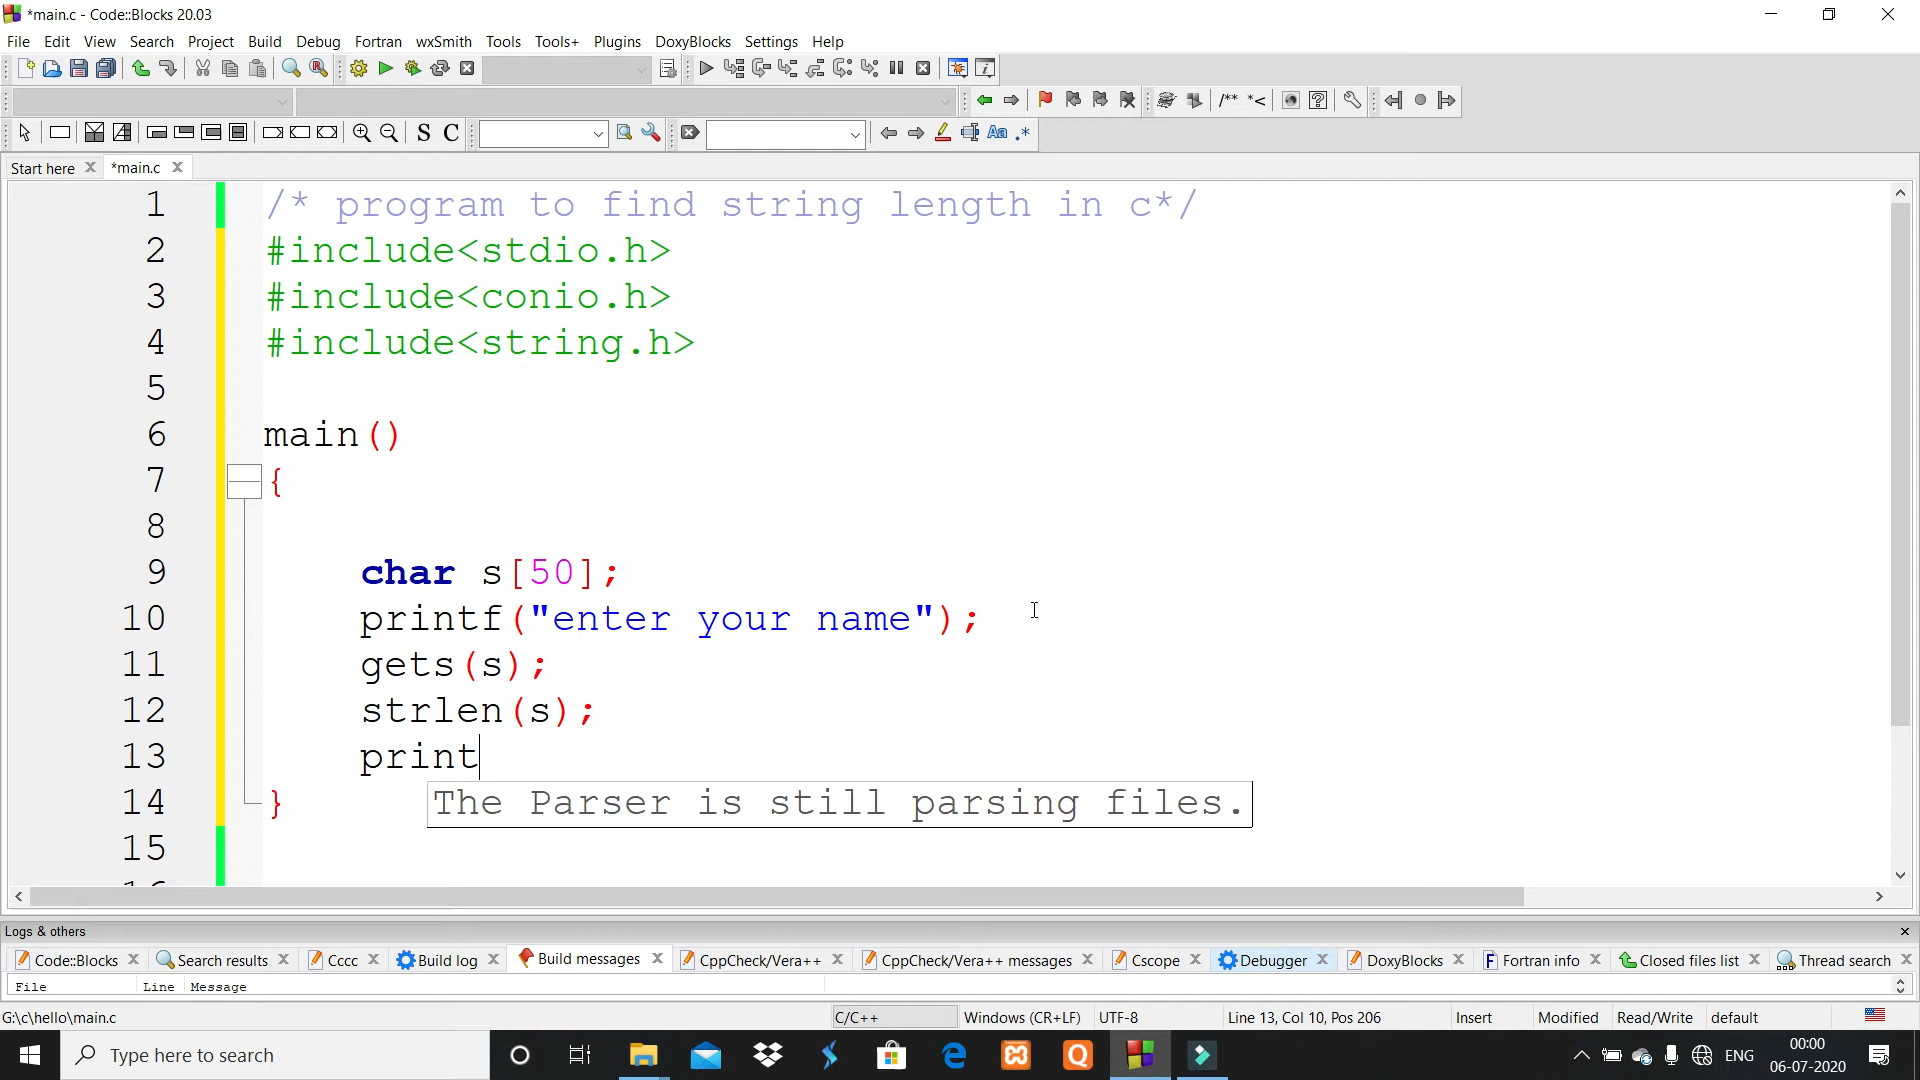 *main.c - Code::Blocks 20.03
File Edit View Search Project Build Debug Fortran wxSmith Tools Tools+ Plugins DoxyBlocks Settings Help
/** *<
S C Aa .*
Start here *main.c
1 /* program to find string length in c*/
2 #include<stdio.h>
3 #include<conio.h>
4 #include<string.h>
5
6 main()
7 {
8
9 char s[50];
10 printf("enter your name");
11 gets(s);
12 strlen(s);
13 print
14 }
The Parser is still parsing files.
15
Logs & others
Code::Blocks Search results Cccc Build log Build messages CppCheck/Vera++ CppCheck/Vera++ messages Cscope Debugger DoxyBlocks Fortran info Closed files list Thread search
File Line Message
G:\c\hello\main.c C/C++ Windows (CR+LF) UTF-8 Line 13, Col 10, Pos 206 Insert Modified Read/Write default
Type here to search
ENG
00:00
06-07-2020